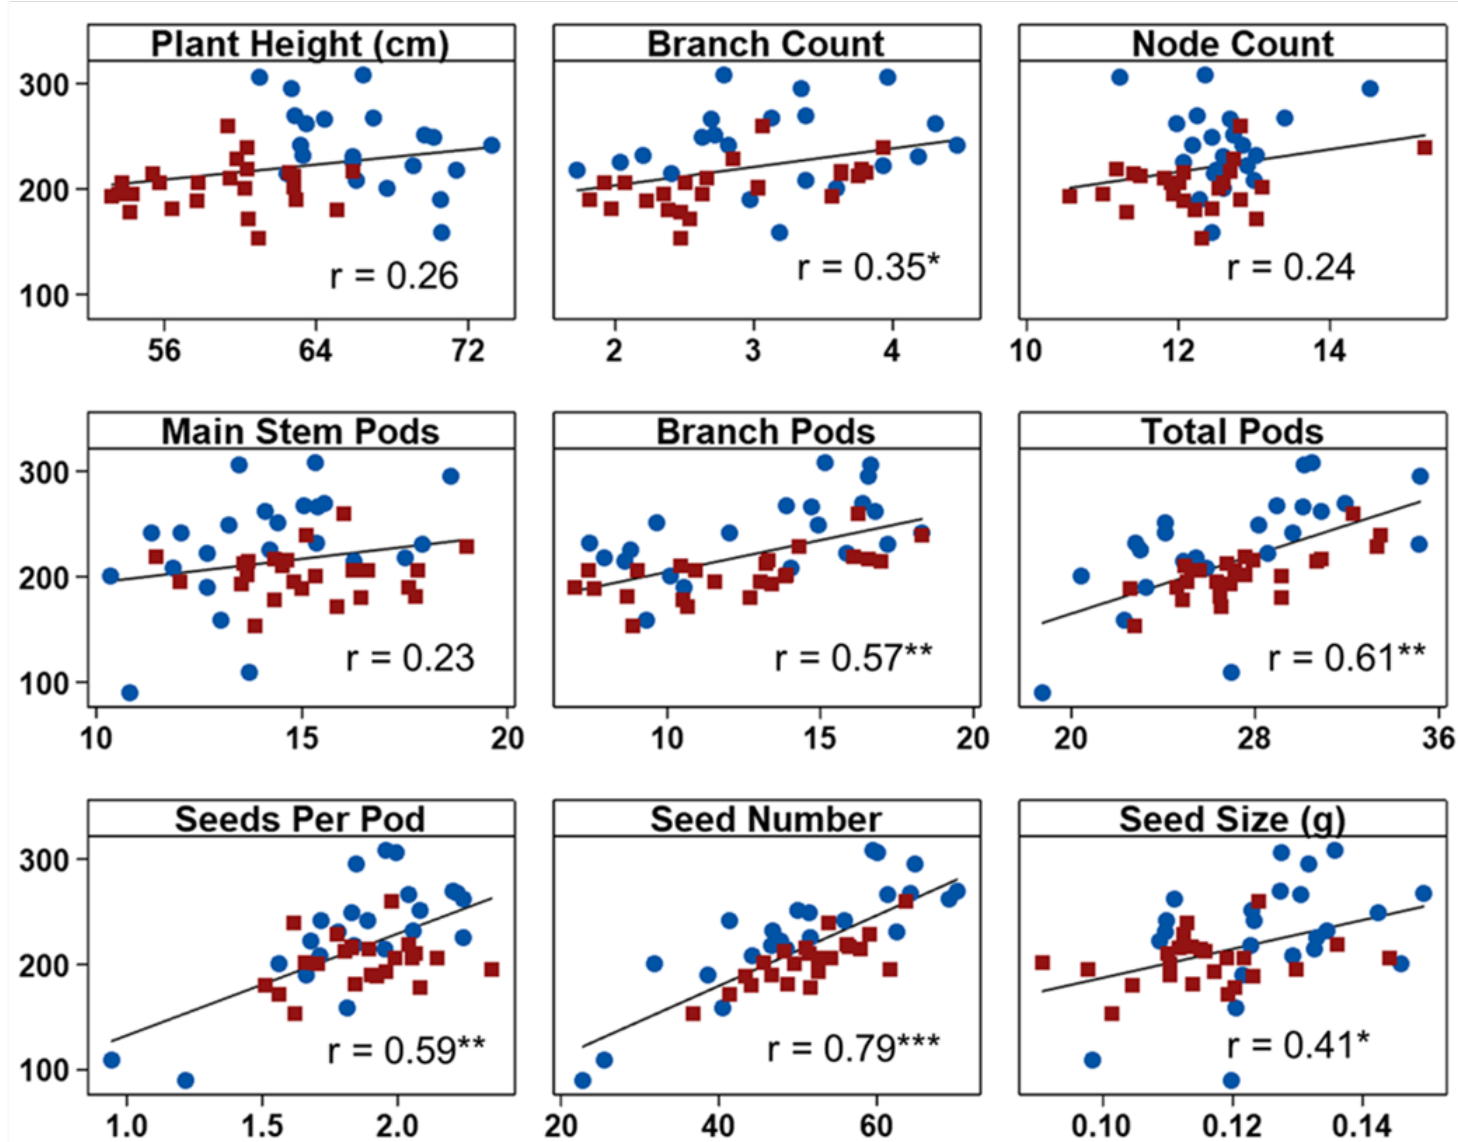 Plant Height (cm) Branch Count Node Count
300
200
100
r = 0.26 r = 0.35* r = 0.24
56 64 72 2 3 4 10 12 14
Main Stem Pods Branch Pods Total Pods
300
200
100
r = 0.23 r = 0.57** r = 0.61**
10 15 20 10 15 20 20 28 36
Seeds Per Pod Seed Number Seed Size (g)
300
200
100
r = 0.59** r = 0.79*** r = 0.41*
1.0 1.5 2.0 20 40 60 0.10 0.12 0.14